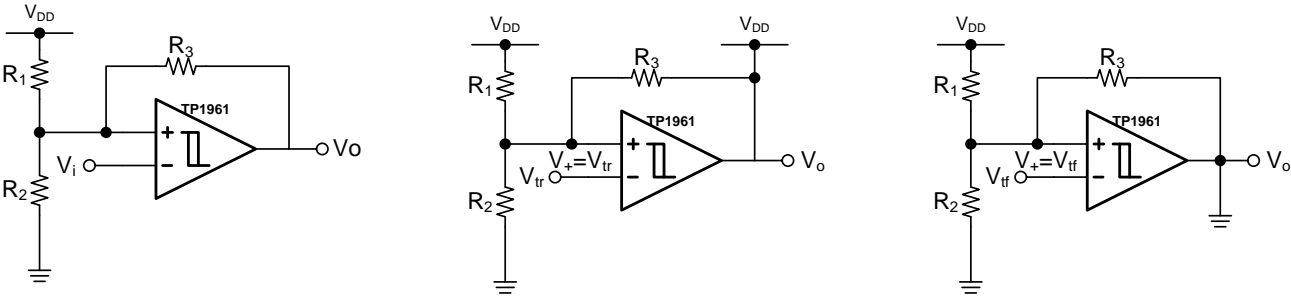 VDD
R3
R1
TP1961
+
Vi
−
Vo
R2
VDD
VDD
R3
R1
TP1961
+
V+=Vtr
Vtr
−
Vo
R2
VDD
R3
R1
TP1961
+
V+=Vtf
Vtf
−
Vo
R2